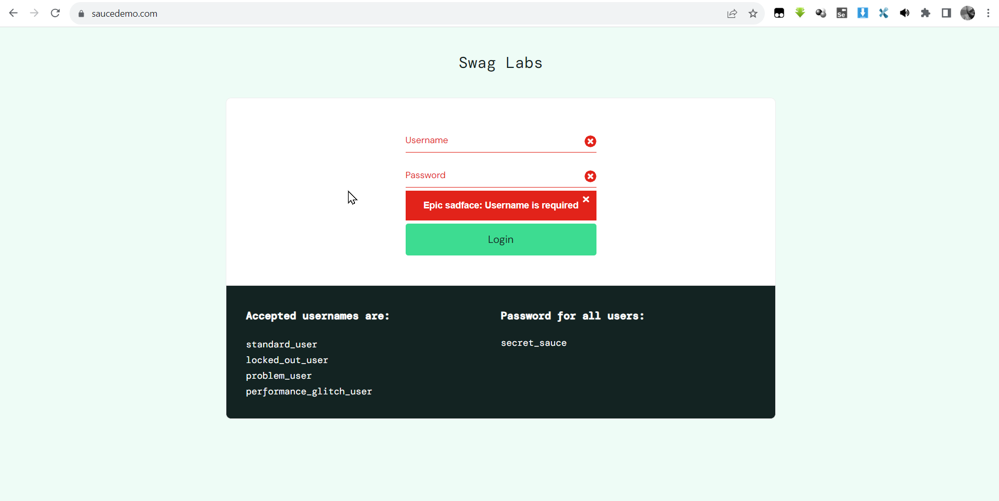 saucedemo.com
Se
Swag Labs
Username
Password
Epic sadface: Username is required
Login
Accepted usernames are:
standard_user
locked_out_user
problem_user
performance_glitch_user
Password for all users:
secret_sauce